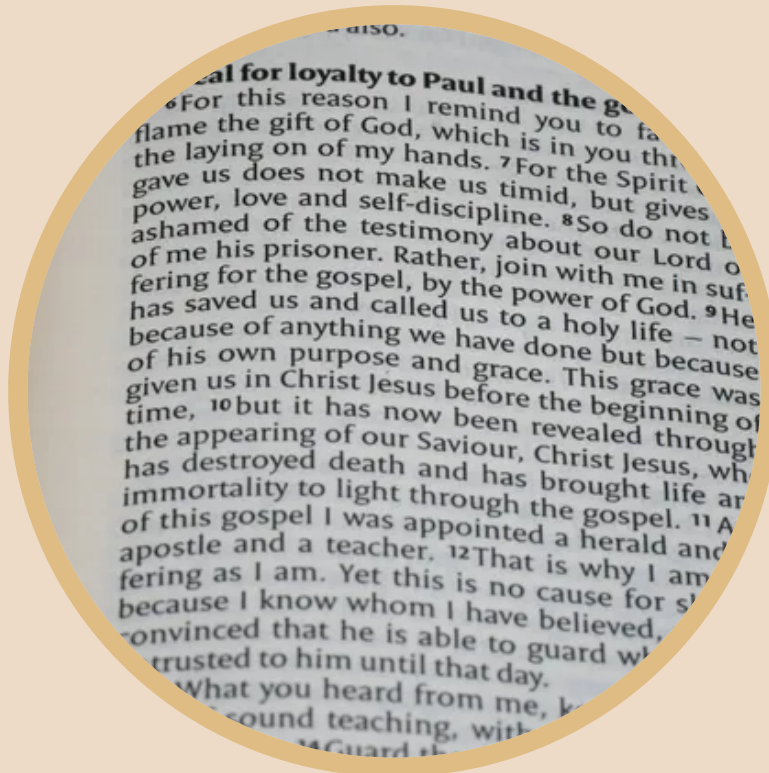 also.
eal for loyalty to Paul and the
6 For this reason I remind you to
flame the gift of God, which is in you
the laying on of my hands. 7 For the Spirit
gave us does not make us timid, but gives
power, love and self-discipline. 8 So do not
ashamed of the testimony about our Lord
of me his prisoner. Rather, join with me in suf-
fering for the gospel, by the power of God. 9 He
has saved us and called us to a holy life – not
because of anything we have done but because
of his own purpose and grace. This grace was
given us in Christ Jesus before the beginning of
time, 10 but it has now been revealed through
the appearing of our Saviour, Christ Jesus,
has destroyed death and has brought life
immortality to light through the gospel. 11
of this gospel I was appointed a herald and
apostle and a teacher. 12 That is why I am
fering as I am. Yet this is no cause for
because I know whom I have believed,
convinced that he is able to guard
trusted to him until that day.
What you heard from me,
sound teaching, with
14 Guard